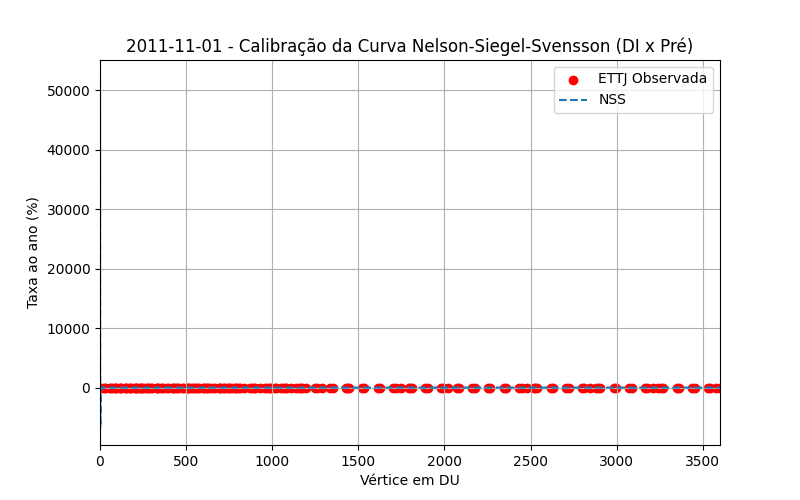 2011-11-01 - Calibração da Curva Nelson-Siegel-Svensson (DI x Pré)
ETTJ Observada
NSS
Taxa ao ano (%)
50000
40000
30000
20000
10000
0
0 500 1000 1500 2000 2500 3000 3500
Vértice em DU